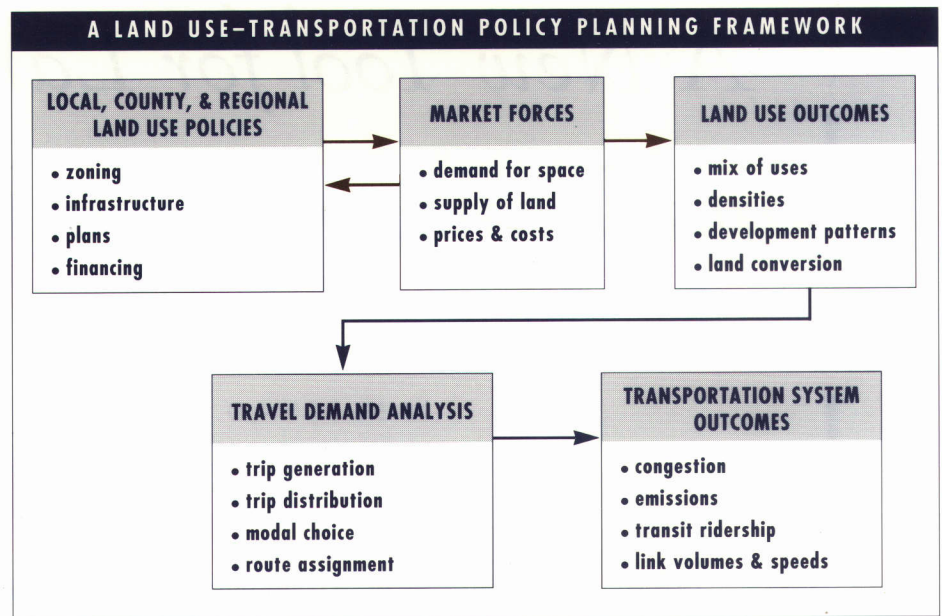 A LAND USE–TRANSPORTATION POLICY PLANNING FRAMEWORK
LOCAL, COUNTY, & REGIONAL
LAND USE POLICIES
• zoning
• infrastructure
• plans
• financing
MARKET FORCES
• demand for space
• supply of land
• prices & costs
LAND USE OUTCOMES
• mix of uses
• densities
• development patterns
• land conversion
TRAVEL DEMAND ANALYSIS
• trip generation
• trip distribution
• modal choice
• route assignment
TRANSPORTATION SYSTEM
OUTCOMES
• congestion
• emissions
• transit ridership
• link volumes & speeds